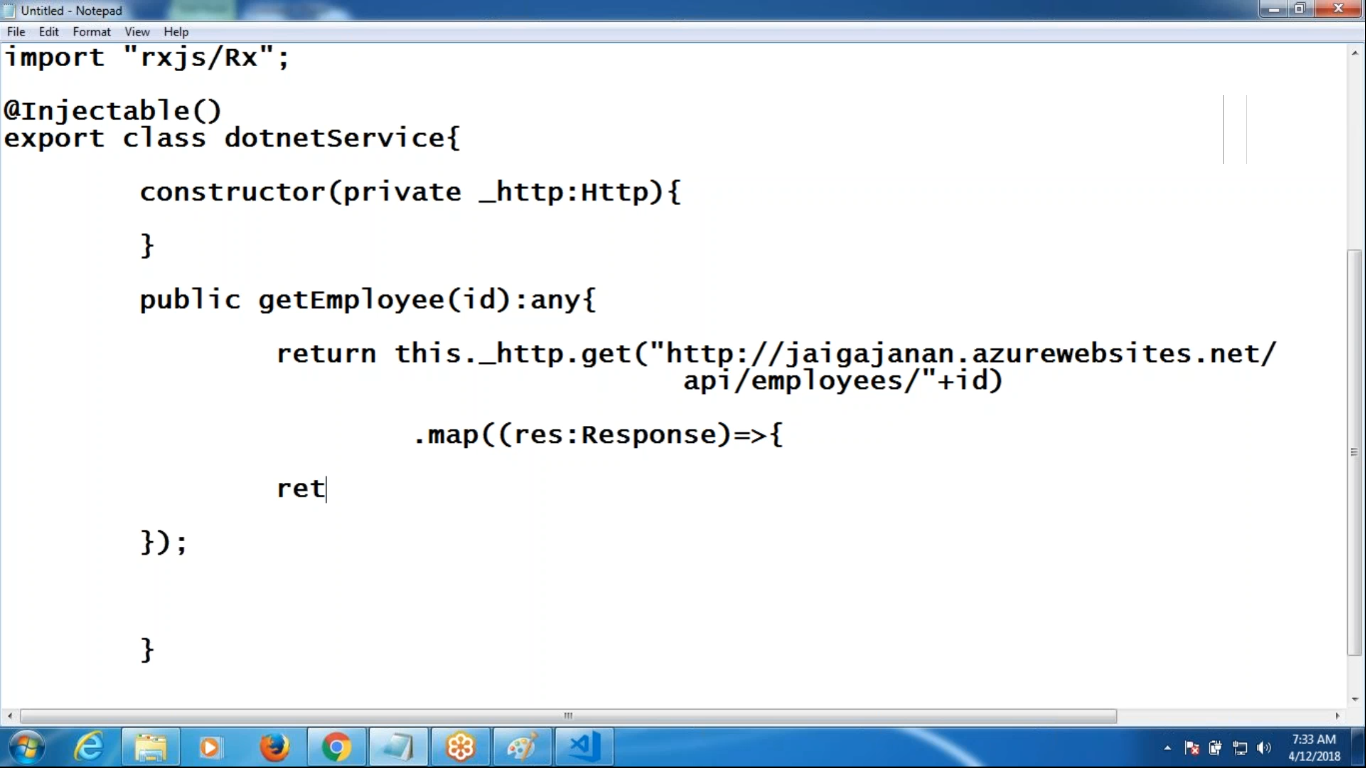 Untitled - Notepad
File Edit Format View Help
import "rxjs/Rx";
@Injectable()
export class dotnetService{
constructor(private _http:Http){
}
public getEmployee(id):any{
return this._http.get("http://jaigajanan.azurewebsites.net/
api/employees/"+id)
.map((res:Response)=>{
ret
});
}
7:33 AM
4/12/2018